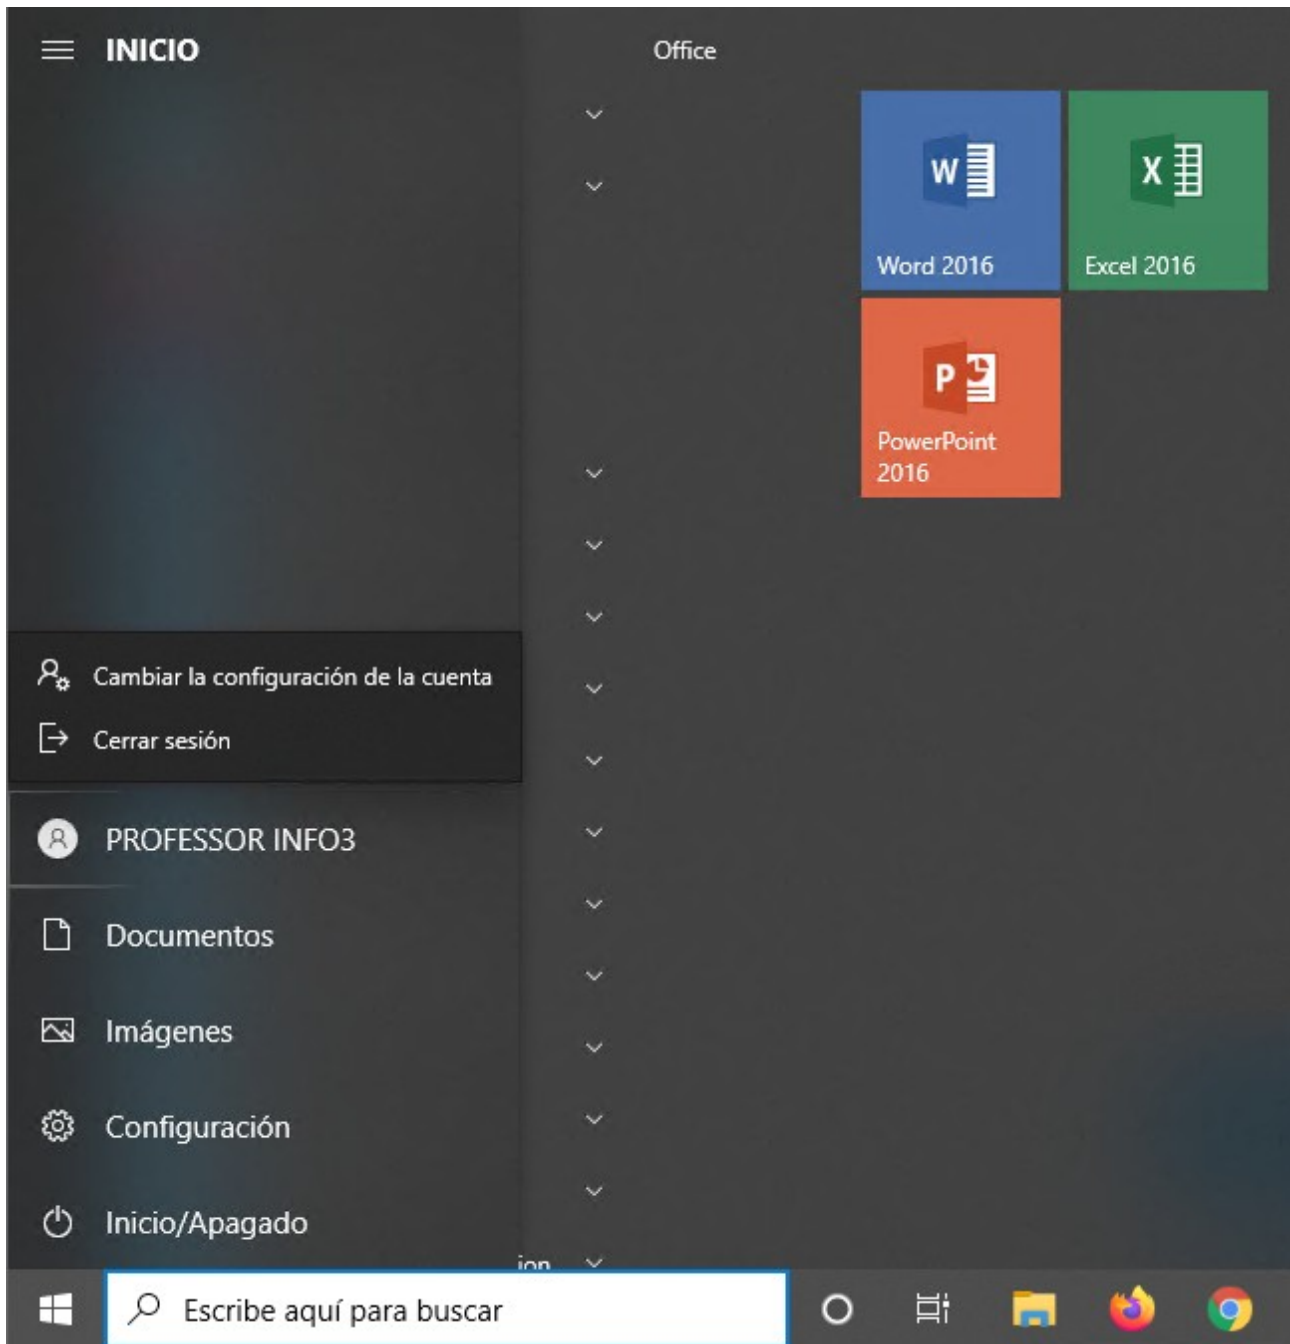 INICIO
Office
Word 2016
Excel 2016
PowerPoint
2016
Cambiar la configuración de la cuenta
Cerrar sesión
PROFESSOR INFO3
Documentos
Imágenes
Configuración
Inicio/Apagado
Escribe aquí para buscar